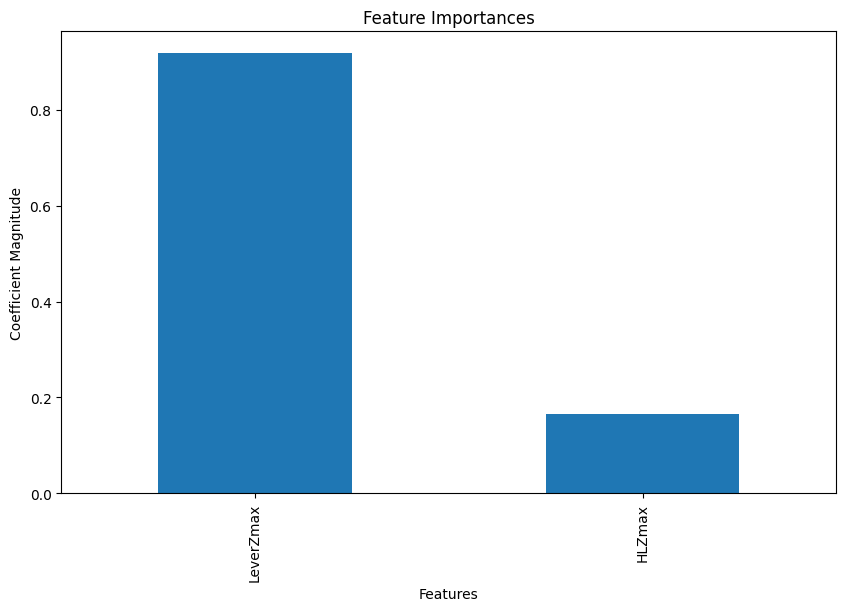 Feature Importances
Coefficient Magnitude
0.8
0.6
0.4
0.2
0.0
LeverZmax
HLZmax
Features